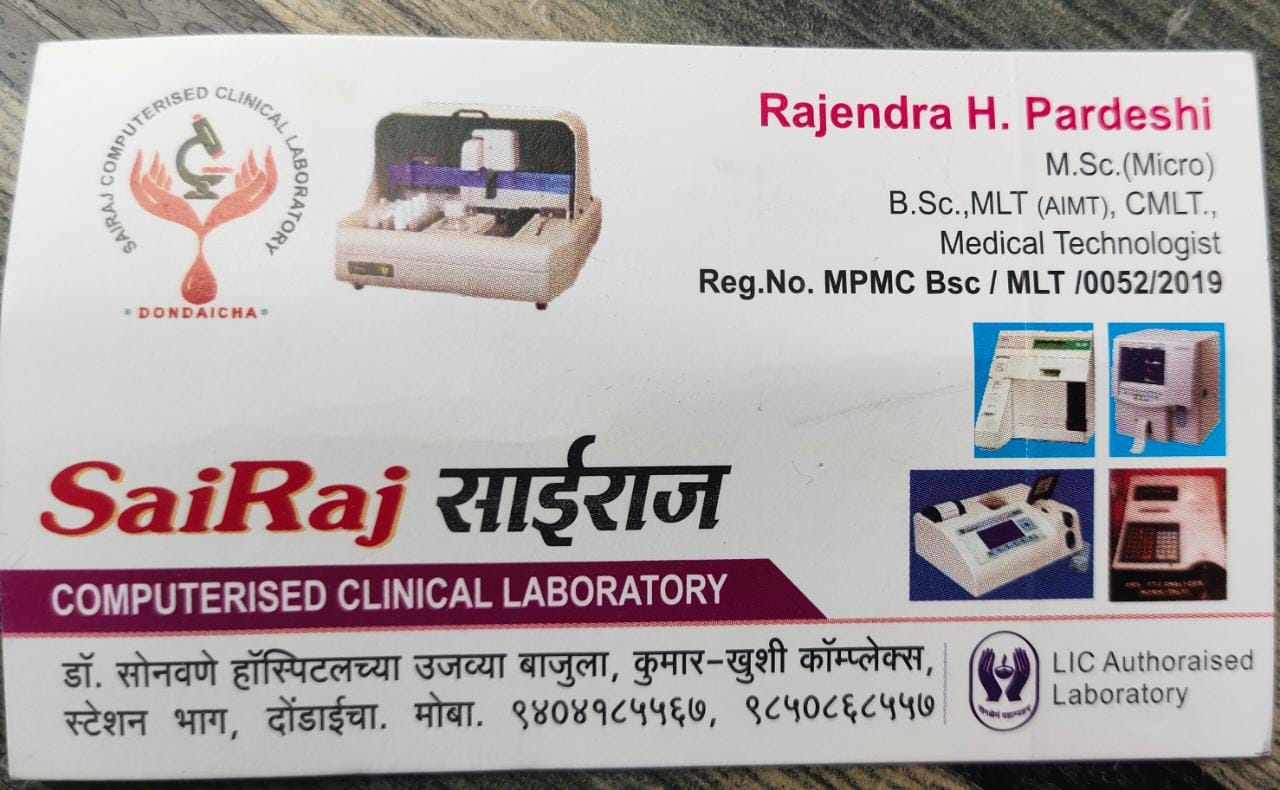 SAIRAJ COMPUTERISED CLINICAL LABORATORY
DONDAICHA
Rajendra H. Pardeshi
M.Sc.(Micro)
B.Sc.,MLT (AIMT), CMLT.,
Medical Technologist
Reg.No. MPMC Bsc / MLT /0052/2019
SaiRaj साईराज
COMPUTERISED CLINICAL LABORATORY
डॉ. सोनवणे हॉस्पिटलच्या उजव्या बाजुला, कुमार-खुशी कॉम्प्लेक्स,
स्टेशन भाग, दोंडाईचा. मोबा. ९४०४१८५५६७, ९८५०८६८५५७
LIC Authoraised
Laboratory